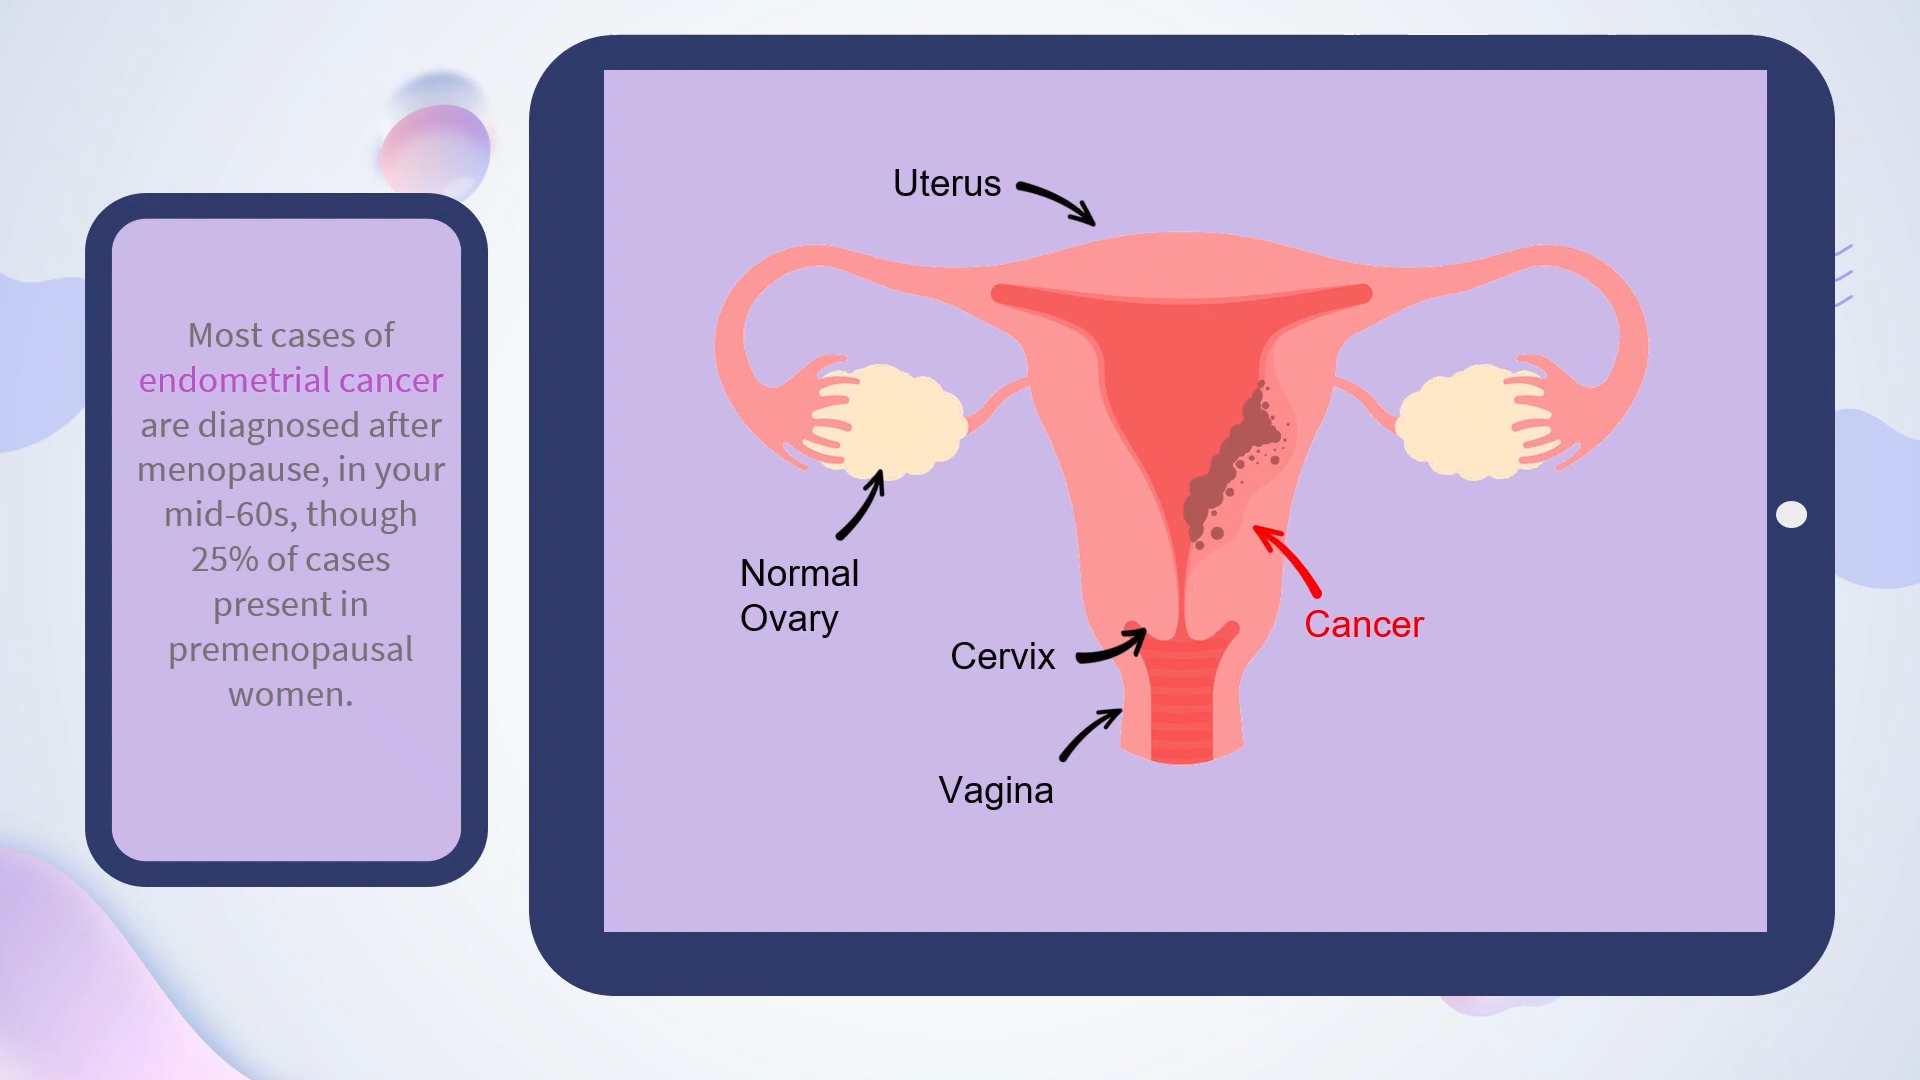 Most cases of
endometrial cancer
are diagnosed after
menopause, in your
mid-60s, though
25% of cases
present in
premenopausal
women.
Uterus
Normal
Ovary
Cervix
Cancer
Vagina